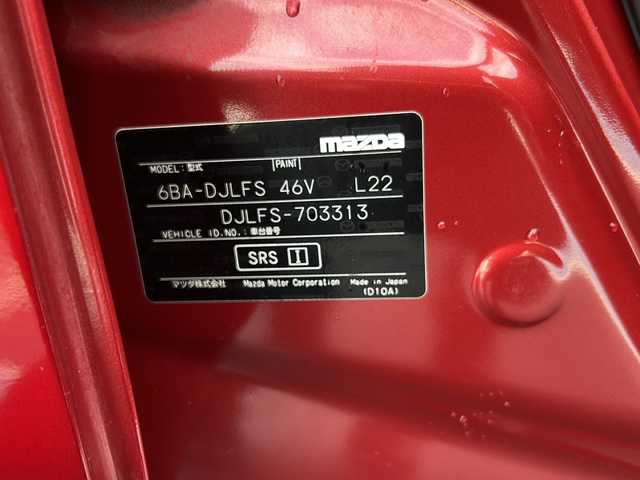 mazda
MODEL: 型式 PAINT
6BA-DJLFS 46V L22
DJLFS-703313
VEHICLE ID.NO.: 車台番号
SRS II
マツダ株式会社 Mazda Motor Corporation Made in Japan
(D10A)